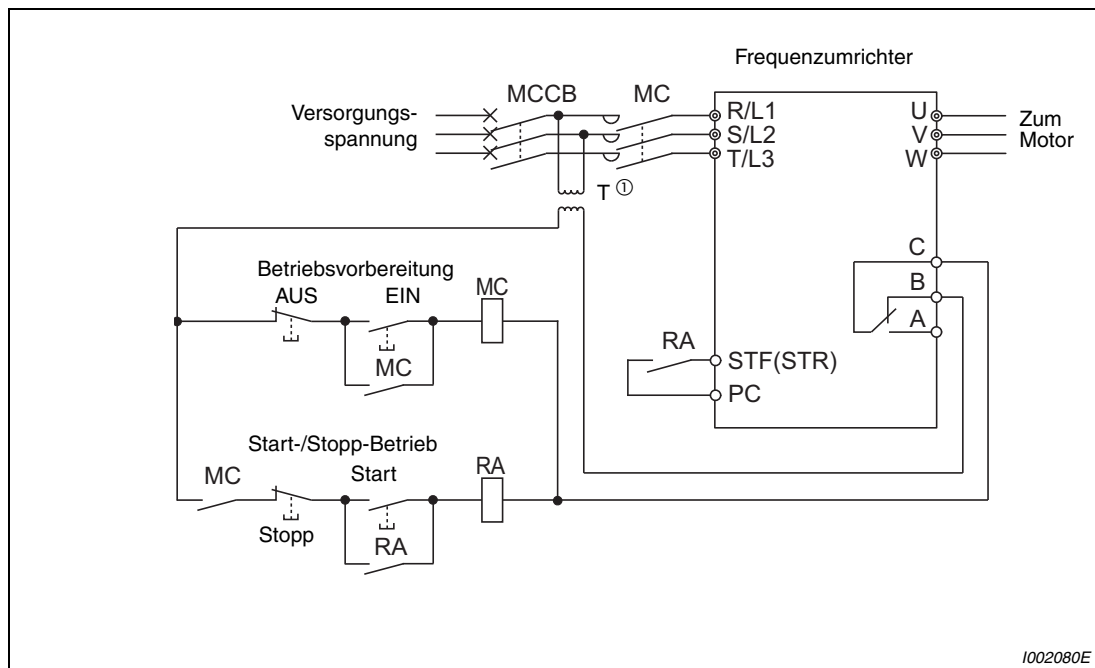 Frequenzumrichter
Versorgungs-
spannung
MCCB
MC
R/L1
S/L2
T/L3
U
V
W
Zum
Motor
T ①
C
B
A
Betriebsvorbereitung
AUS
EIN
MC
MC
RA
STF(STR)
PC
Start-/Stopp-Betrieb
MC
Start
RA
Stopp
RA
I002080E